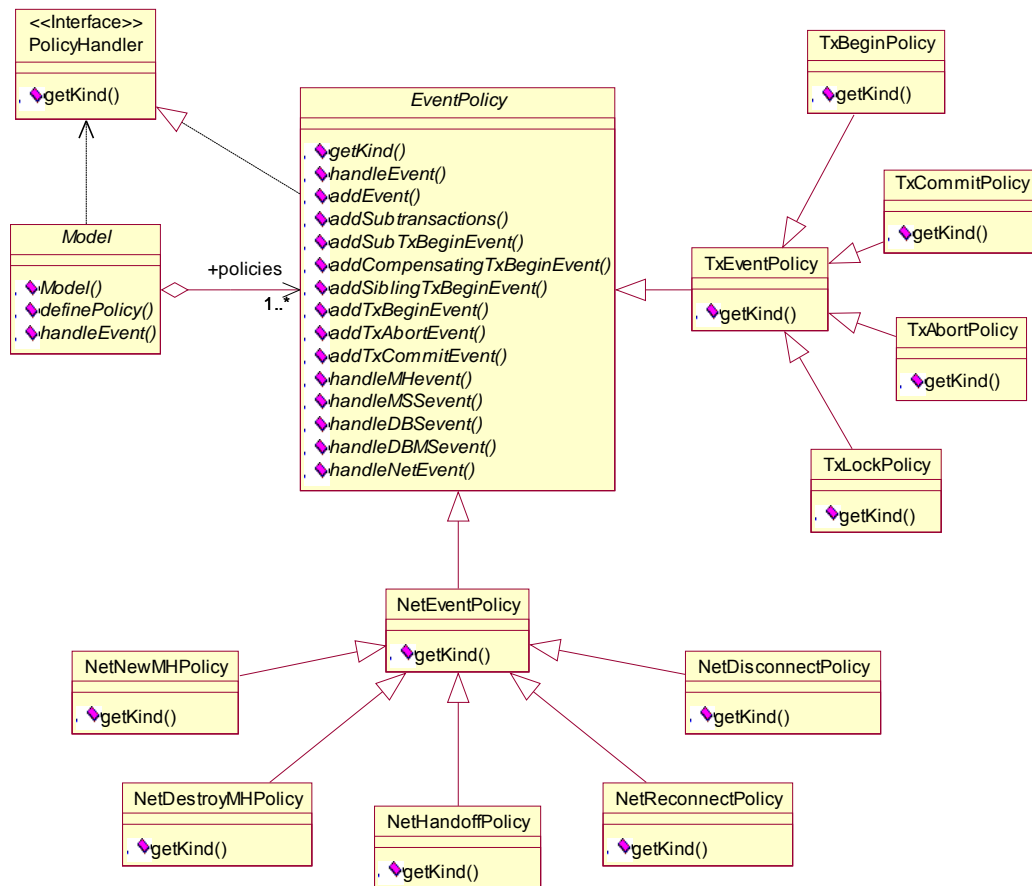 <<Interface>>
PolicyHandler
getKind()
Model
Model()
definePolicy()
handleEvent()
+policies
1..*
EventPolicy
getKind()
handleEvent()
addEvent()
addSubtransactions()
addSubTxBeginEvent()
addCompensatingTxBeginEvent()
addSiblingTxBeginEvent()
addTxBeginEvent()
addTxAbortEvent()
addTxCommitEvent()
handleMHevent()
handleMSSevent()
handleDBSevent()
handleDBMSevent()
handleNetEvent()
TxBeginPolicy
getKind()
TxCommitPolicy
getKind()
TxEventPolicy
getKind()
TxAbortPolicy
getKind()
TxLockPolicy
getKind()
NetEventPolicy
getKind()
NetNewMHPolicy
getKind()
NetDisconnectPolicy
getKind()
NetDestroyMHPolicy
getKind()
NetHandoffPolicy
getKind()
NetReconnectPolicy
getKind()